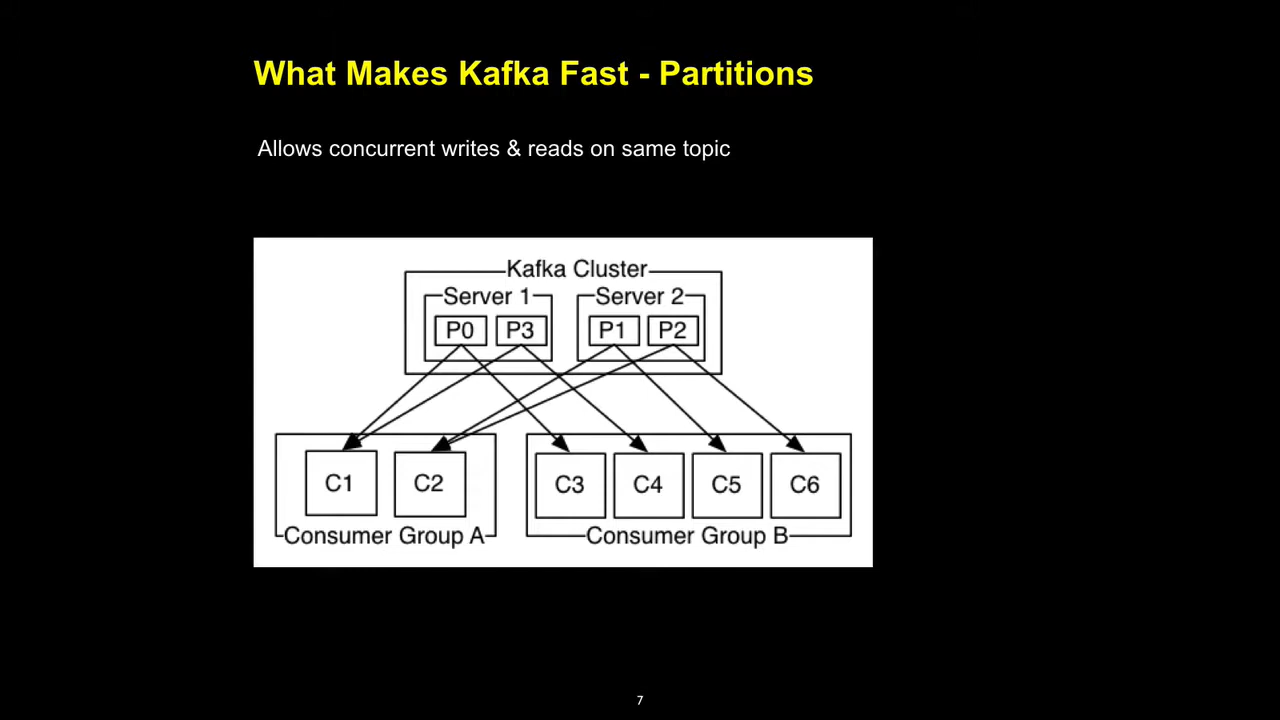 What Makes Kafka Fast - Partitions
Allows concurrent writes & reads on same topic
Kafka Cluster
Server 1
Server 2
P0
P3
P1
P2
C1
C2
C3
C4
C5
C6
Consumer Group A
Consumer Group B
7